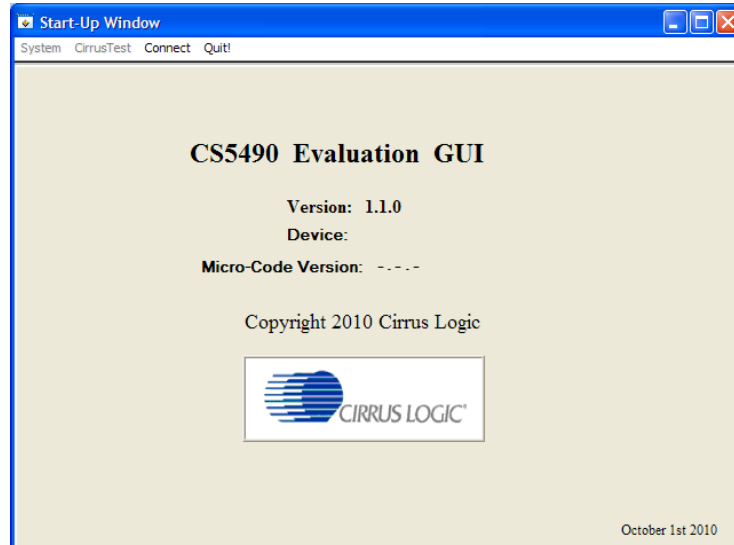 Start-Up Window
System CirrusTest Connect Quit!
CS5490 Evaluation GUI
Version: 1.1.0
Device:
Micro-Code Version: -.-.-
Copyright 2010 Cirrus Logic
CIRRUS LOGIC®
October 1st 2010